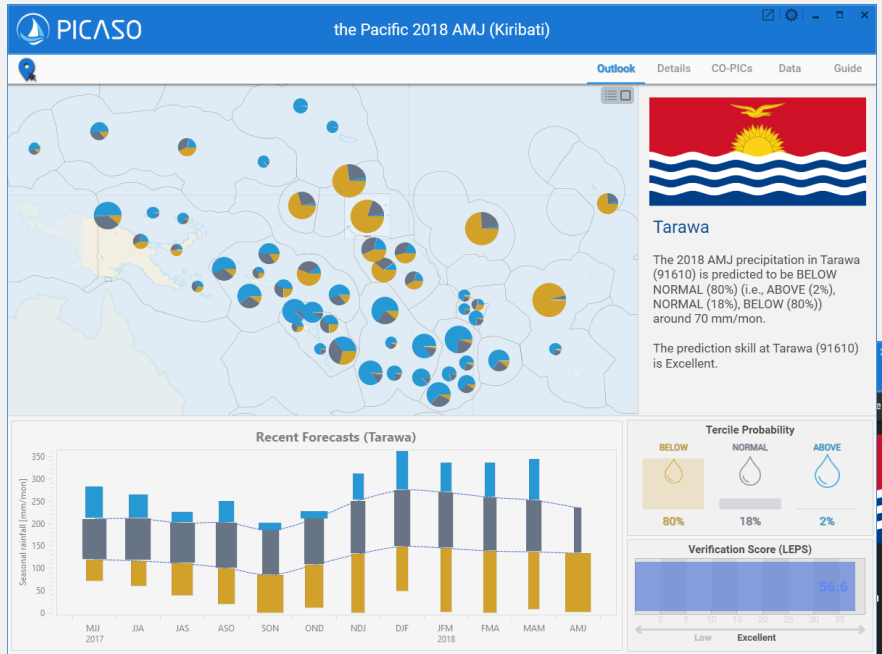 PICASO
the Pacific 2018 AMJ (Kiribati)
Outlook Details CO-PICs Data Guide
Tarawa
The 2018 AMJ precipitation in Tarawa
(91610) is predicted to be BELOW
NORMAL (80%) (i.e., ABOVE (2%),
NORMAL (18%), BELOW (80%))
around 70 mm/mon.
The prediction skill at Tarawa (91610)
is Excellent.
Recent Forecasts (Tarawa)
Seasonal rainfall [mm/mon]
350
300
250
200
150
100
50
0
MJJ JJA JAS ASO SON OND NDJ DJF JFM FMA MAM AMJ
2017 2018
Tercile Probability
BELOW NORMAL ABOVE
80% 18% 2%
Verification Score (LEPS)
56.6
0 5 10 15 20 25 30 35
Low Excellent